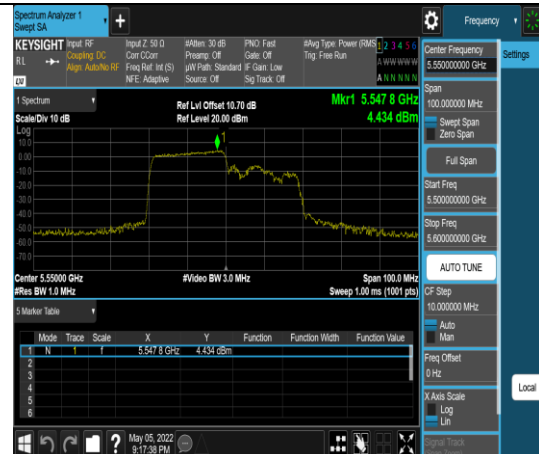 Spectrum Analyzer 1
Swept SA
+
Frequency
KEYSIGHT
Input: RF
Input Z: 50 Ω
#Atten: 30 dB
PNO: Fast
#Avg Type: Power (RMS
1 2 3 4 5 6
RL
Coupling: DC
Corr CCorr
Preamp: Off
Gate: Off
Trig: Free Run
A WW WWW
Align: Auto/No RF
Freq Ref: Int (S)
µW Path: Standard
IF Gain: Low
NFE: Adaptive
Source: Off
Sig Track: Off
A N N N N N
LXI
1 Spectrum
Ref Lvl Offset 10.70 dB
Mkr1 5.547 8 GHz
Scale/Div 10 dB
Ref Level 20.00 dBm
4.434 dBm
Log
10.0
0.00
-10.0
-20.0
-30.0
-40.0
-50.0
-60.0
-70.0
1
Center 5.55000 GHz
#Video BW 3.0 MHz
Span 100.0 MHz
#Res BW 1.0 MHz
Sweep 1.00 ms (1001 pts)
5 Marker Table
Mode Trace Scale X Y Function Function Width Function Value
1 N 1 f 5.547 8 GHz 4.434 dBm
2
3
4
5
6
May 05, 2022
9:17:38 PM
?
Center Frequency
5.550000000 GHz
Settings
Span
100.000000 MHz
Swept Span
Zero Span
Full Span
Start Freq
5.500000000 GHz
Stop Freq
5.600000000 GHz
AUTO TUNE
CF Step
10.000000 MHz
Auto
Man
Freq Offset
0 Hz
X Axis Scale
Log
Lin
Signal Track
Local